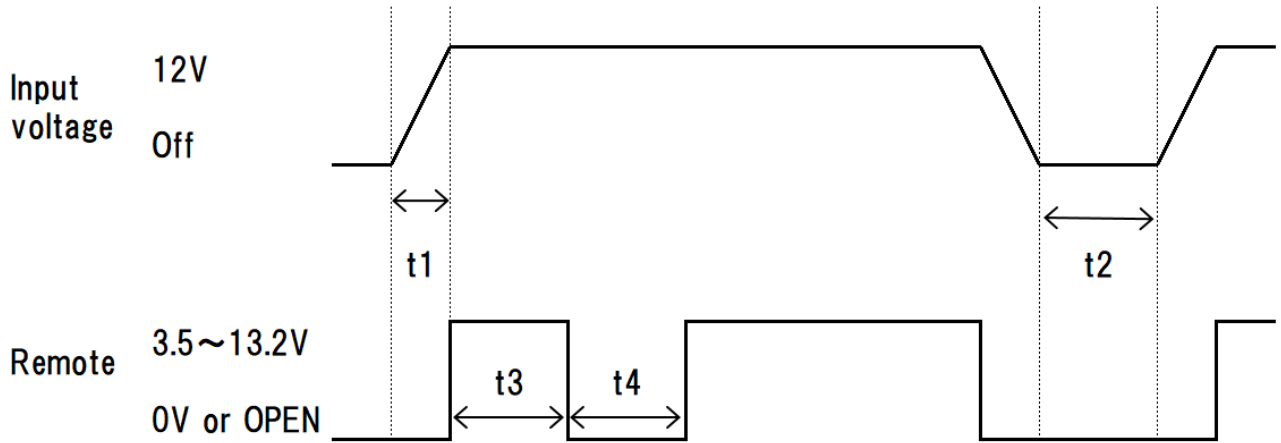 Input
voltage
12V
Off
t1
t2
Remote
3.5～13.2V
0V or OPEN
t3
t4